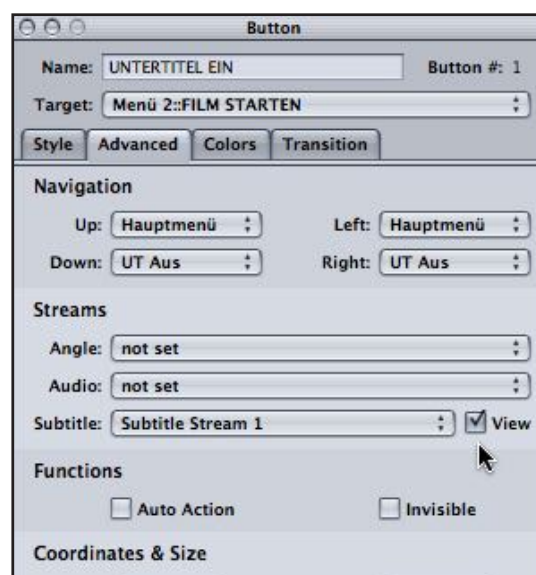 Button
Name: UNTERTITEL EIN Button #: 1
Target: Menü 2::FILM STARTEN
Style Advanced Colors Transition
Navigation
Up: Hauptmenü Left: Hauptmenü
Down: UT Aus Right: UT Aus
Streams
Angle: not set
Audio: not set
Subtitle: Subtitle Stream 1 View
Functions
Auto Action Invisible
Coordinates & Size